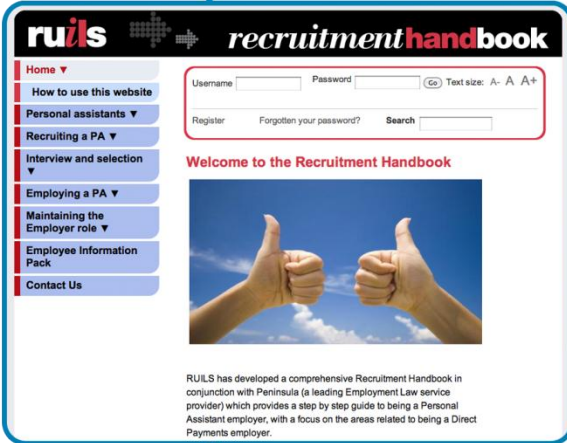 ruils recruitmenthandbook
Home ▼
How to use this website
Personal assistants ▼
Recruiting a PA ▼
Interview and selection
▼
Employing a PA ▼
Maintaining the
Employer role ▼
Employee Information
Pack
Contact Us
Username Password Go Text size: A- A A+
Register Forgotten your password? Search
Welcome to the Recruitment Handbook
RUILS has developed a comprehensive Recruitment Handbook in
conjunction with Peninsula (a leading Employment Law service
provider) which provides a step by step guide to being a Personal
Assistant employer, with a focus on the areas related to being a Direct
Payments employer.